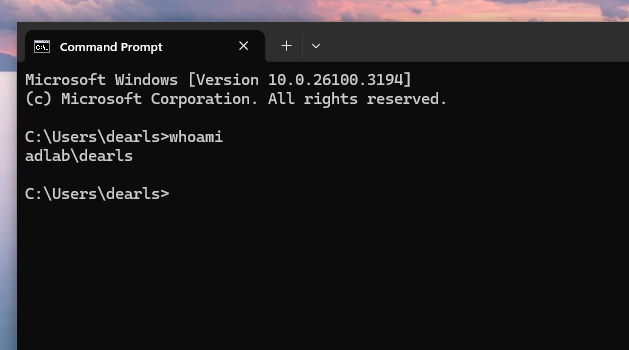 Command Prompt
Microsoft Windows [Version 10.0.26100.3194]
(c) Microsoft Corporation. All rights reserved.
C:\Users\dearls>whoami
adlab\dearls
C:\Users\dearls>